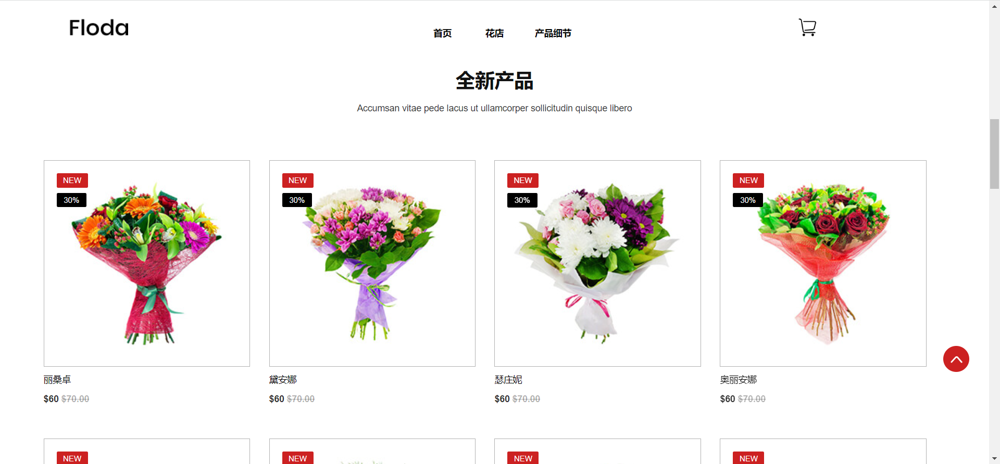 Floda
首页 花店 产品细节
全新产品
Accumsan vitae pede lacus ut ullamcorper sollicitudin quisque libero
NEW NEW NEW NEW
30% 30% 30% 30%
丽桑卓 黛安娜 瑟庄妮 奥丽安娜
$60 $70.00 $60 $70.00 $60 $70.00 $60 $70.00
NEW NEW NEW NEW